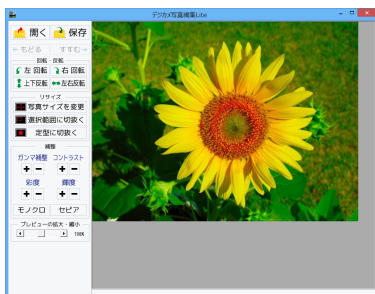 デジカメ写真編集Lite
開く 保存
←もどる すすむ→
回転・反転
左 回転 右 回転
上下反転 左右反転
リサイズ
写真サイズを変更
選択範囲に切抜く
定型に切抜く
補整
ガンマ補整 コントラスト
+ - + -
彩度 輝度
+ - + -
モノクロ セピア
プレビューの拡大・縮小
100%